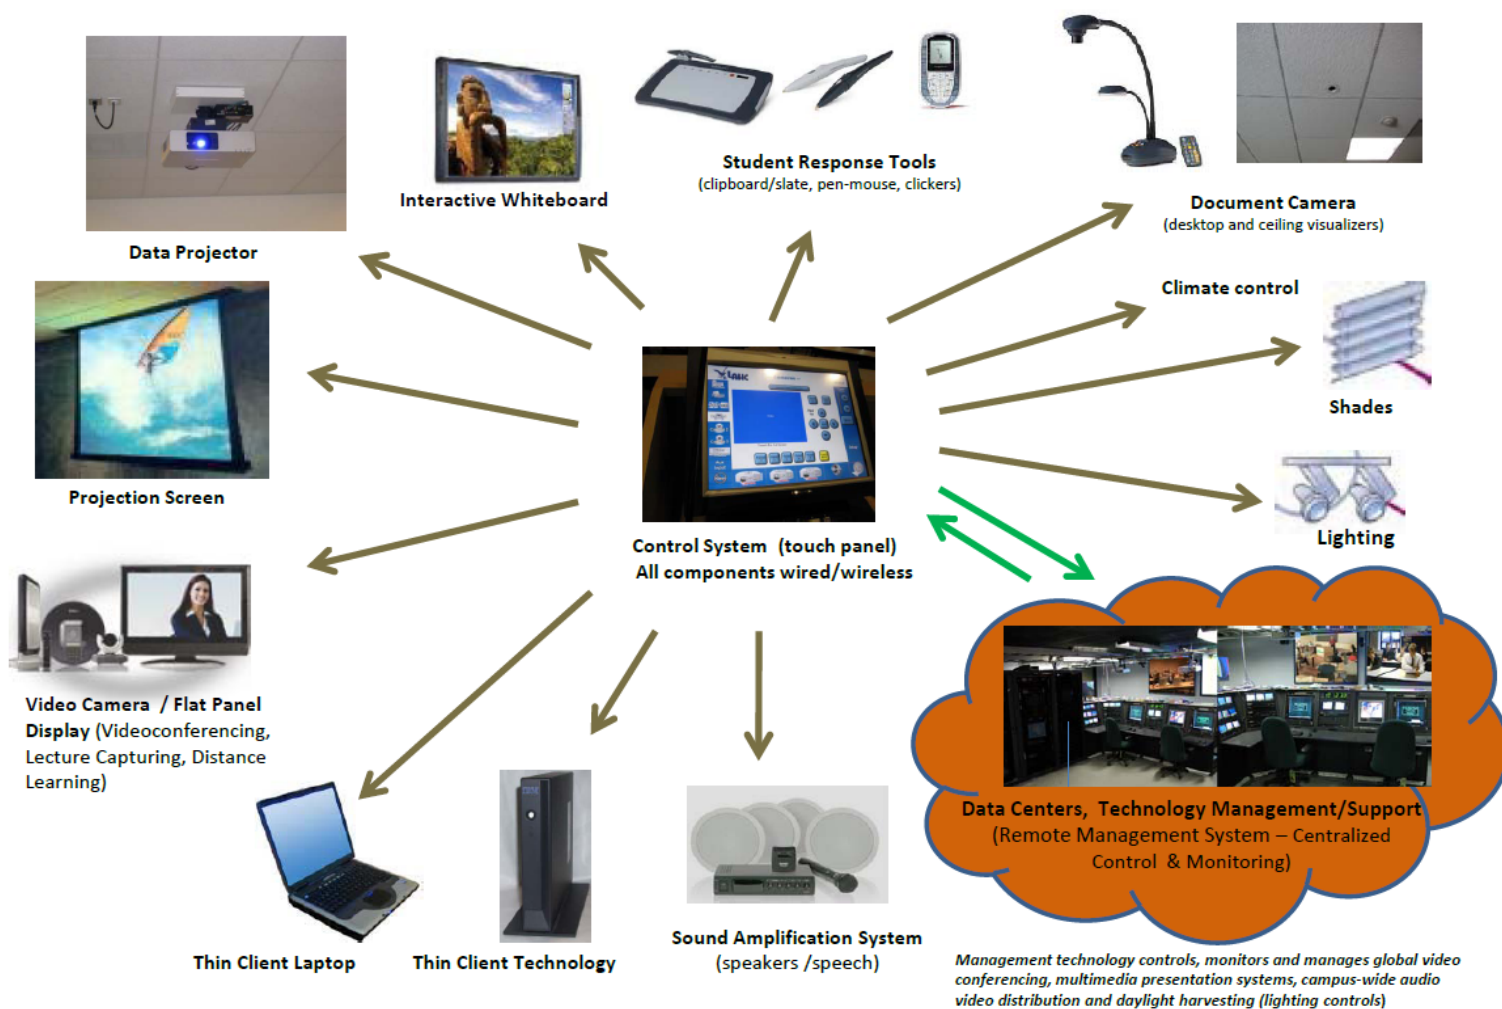 Data Projector
Interactive Whiteboard
Student Response Tools
(clipboard/slate, pen-mouse, clickers)
Document Camera
(desktop and ceiling visualizers)
Climate control
Shades
Lighting
Projection Screen
LAHC
Control System  (touch panel)
All components wired/wireless
Video Camera  / Flat Panel
Display (Videoconferencing,
Lecture Capturing, Distance
Learning)
Thin Client Laptop
Thin Client Technology
Sound Amplification System
(speakers /speech)
Data Centers,  Technology Management/Support
(Remote Management System – Centralized
Control  & Monitoring)
Management technology controls, monitors and manages global video
conferencing, multimedia presentation systems, campus-wide audio
video distribution and daylight harvesting (lighting controls)